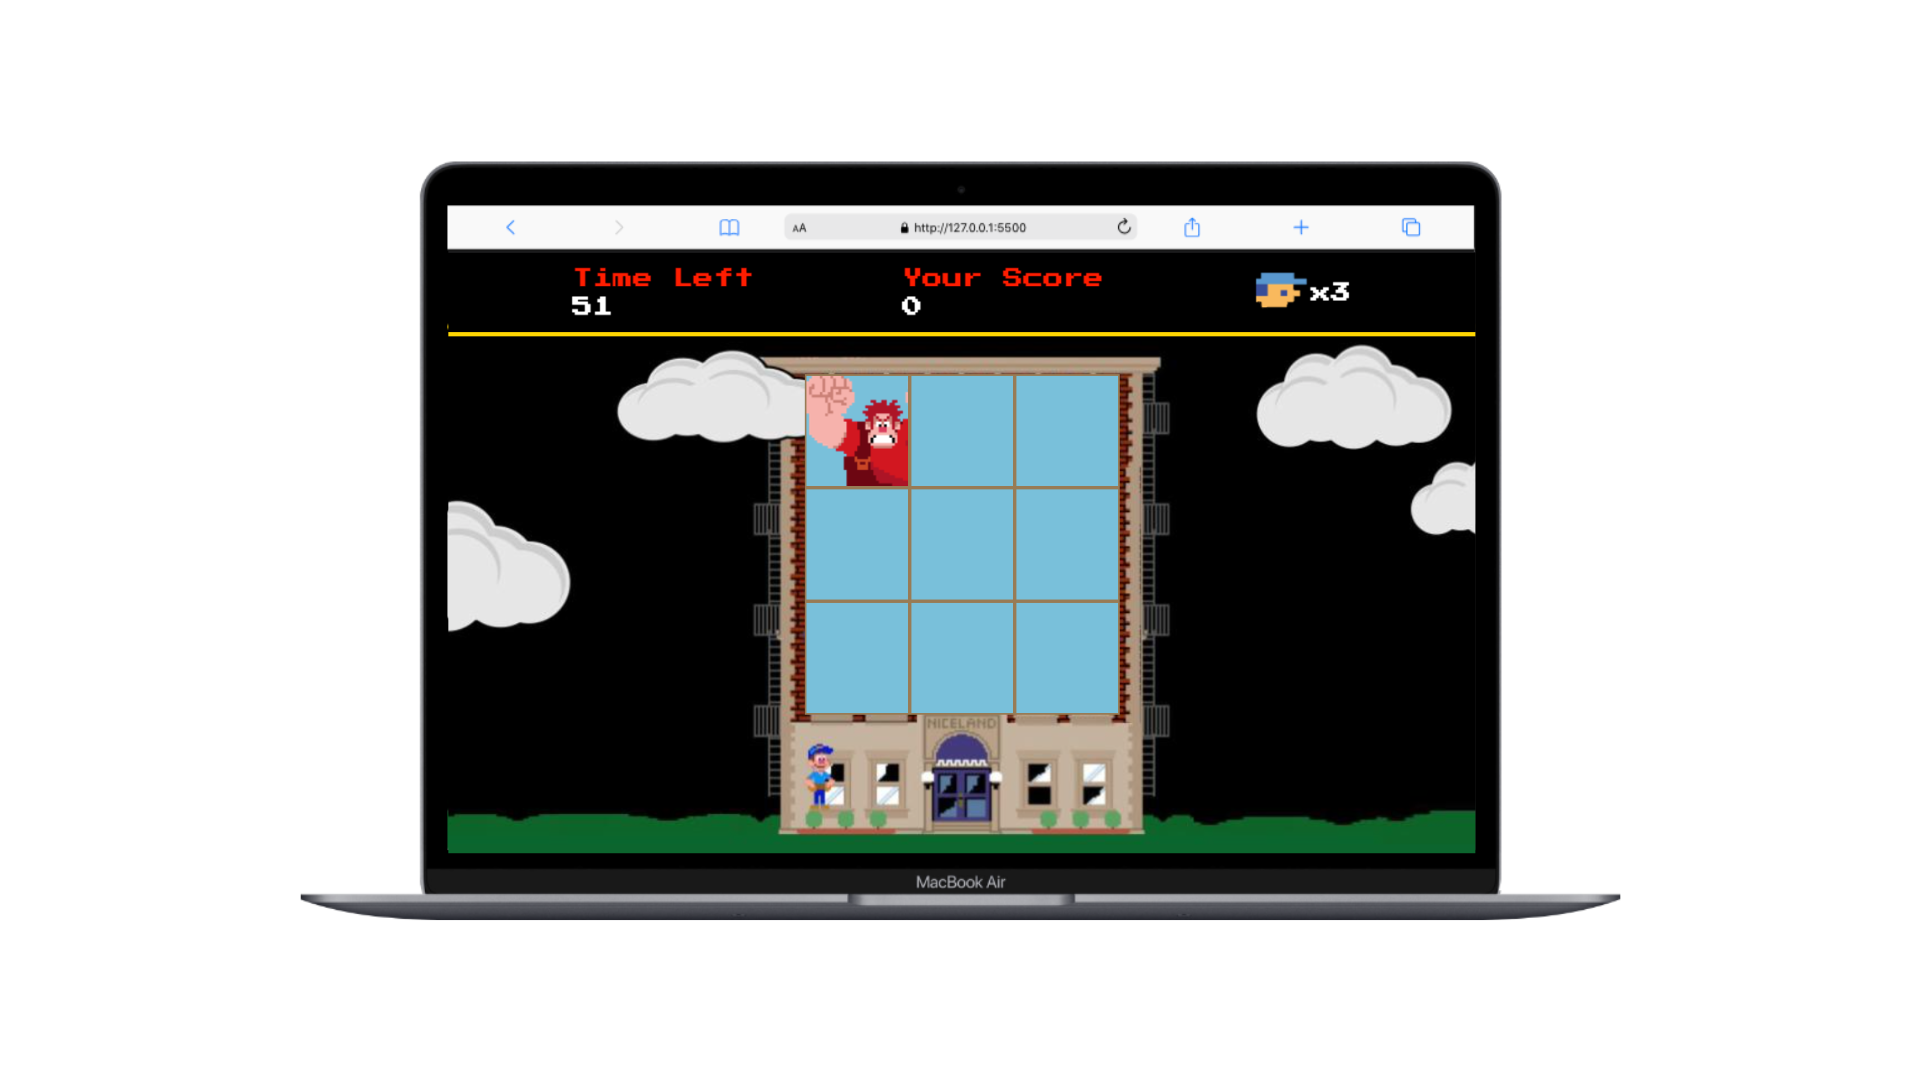 AA
http://127.0.0.1:5500
Time Left
51
Your Score
0
x3
NICELAND
MacBook Air